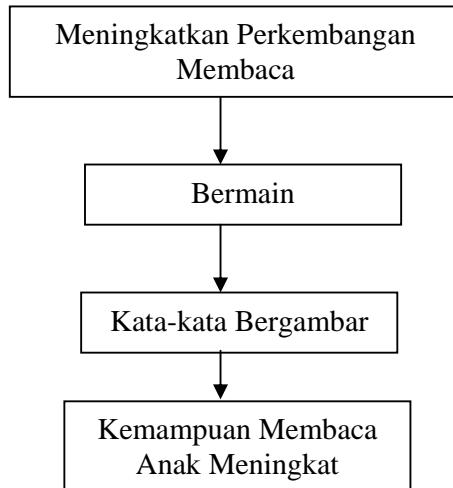 Meningkatkan Perkembangan
Membaca
Bermain
Kata-kata Bergambar
Kemampuan Membaca
Anak Meningkat